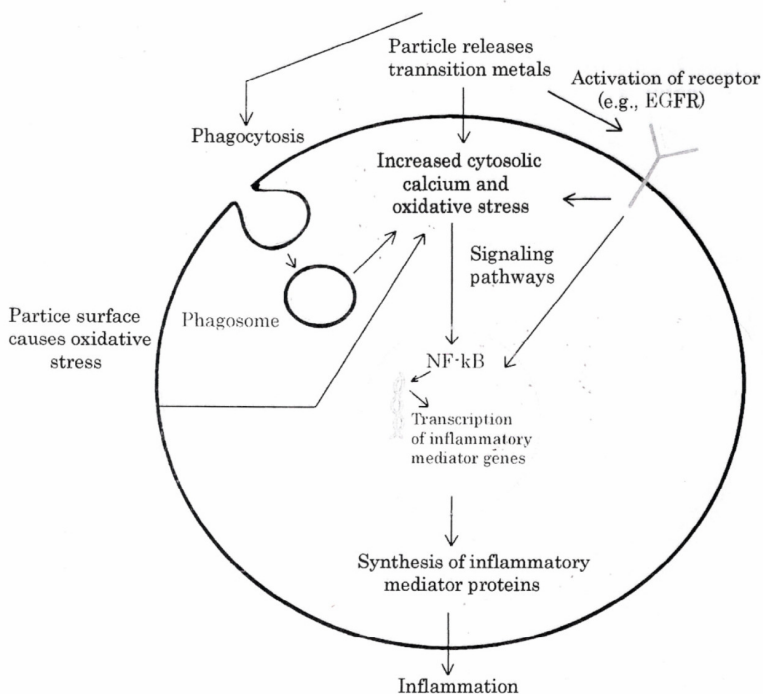 Particle releases
trannsition metals
Activation of receptor
(e.g., EGFR)
Phagocytosis
Increased cytosolic
calcium and
oxidative stress
Signaling
pathways
Partice surface
causes oxidative
stress
Phagosome
NF-kB
Transcription
of inflammatory
mediator genes
Synthesis of inflammatory
mediator proteins
Inflammation